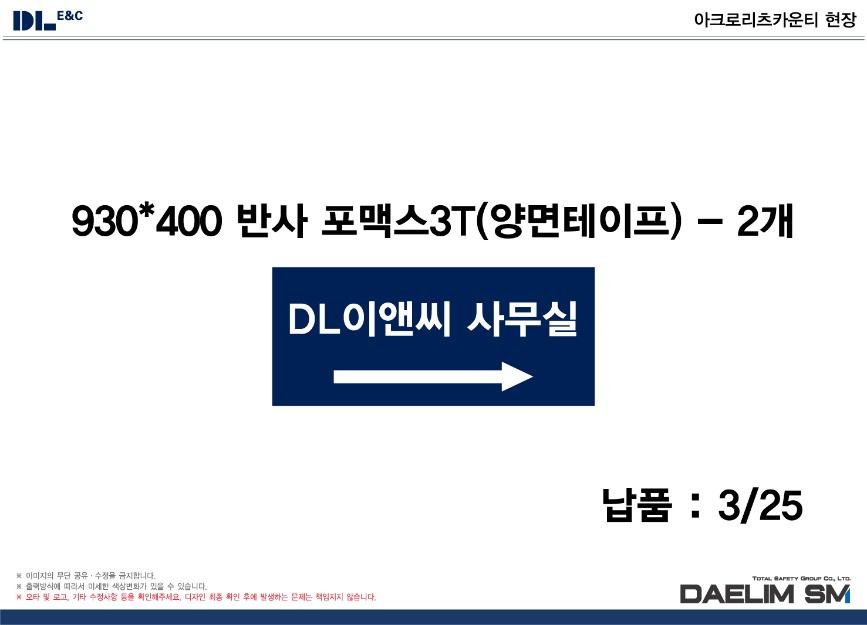 DL E&C
아크로리츠카운티 현장
930*400 반사 포맥스3T(양면테이프) - 2개
DL이앤씨 사무실
납품 : 3/25
※ 이미지의 무단 공유 · 수정을 금지합니다.
※ 출력방식에 따라서 미세한 색상변화가 있을 수 있습니다.
※ 오타 및 로고, 기타 수정사항 등을 확인해주세요. 디자인 최종 확인 후에 발생하는 문제는 책임지지 않습니다.
TOTAL SAFETY GROUP CO., LTD.
DAELIM SM